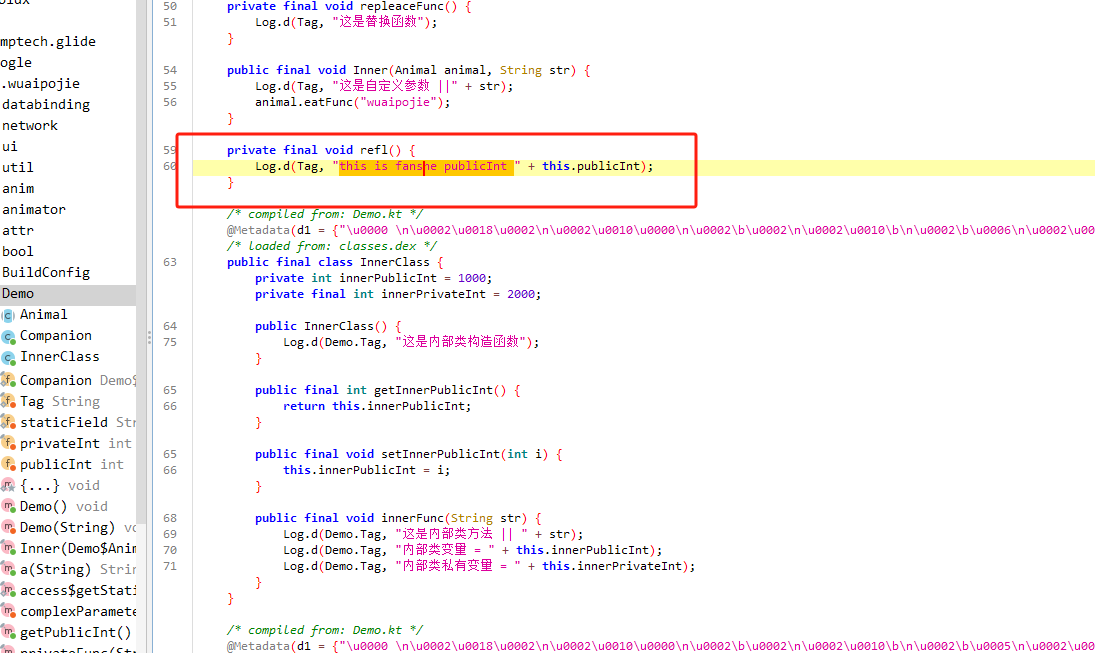 mptech.glide
ogle
.wuaipojie
databinding
network
ui
util
anim
animator
attr
bool
BuildConfig
Demo
Animal
Companion
InnerClass
Companion Demo$
Tag String
staticField Str
privateInt int
publicInt int
{...} void
Demo() void
Demo(String) vo
Inner(Demo$Anim
a(String) Strin
access$getStati
complexParamete
getPublicInt()
50 private final void repleaceFunc() {
51 Log.d(Tag, "这是替换函数");
}
54 public final void Inner(Animal animal, String str) {
55 Log.d(Tag, "这是自定义参数 ||" + str);
56 animal.eatFunc("wuaipojie");
}
59 private final void refl() {
60 Log.d(Tag, "this is fanshe publicInt " + this.publicInt);
}
/* compiled from: Demo.kt */
@Metadata(d1 = {"\u0000 \n\u0002\u0018\u0002\n\u0002\u0010\u0000\n\u0002\b\u0002\n\u0002\u0010\b\n\u0002\b\u0006\n\u0002\u00
/* loaded from: classes.dex */
63 public final class InnerClass {
private int innerPublicInt = 1000;
private final int innerPrivateInt = 2000;
64 public InnerClass() {
75 Log.d(Demo.Tag, "这是内部类构造函数");
}
65 public final int getInnerPublicInt() {
66 return this.innerPublicInt;
}
65 public final void setInnerPublicInt(int i) {
66 this.innerPublicInt = i;
}
68 public final void innerFunc(String str) {
69 Log.d(Demo.Tag, "这是内部类方法 || " + str);
70 Log.d(Demo.Tag, "内部类变量 = " + this.innerPublicInt);
71 Log.d(Demo.Tag, "内部类私有变量 = " + this.innerPrivateInt);
}
}
/* compiled from: Demo.kt */
@Metadata(d1 = {"\u0000 \n\u0002\u0018\u0002\n\u0002\u0010\u0000\n\u0002\b\u0002\n\u0002\u0010\u000b\n\u0002\b\u0005\n\u0002\u00